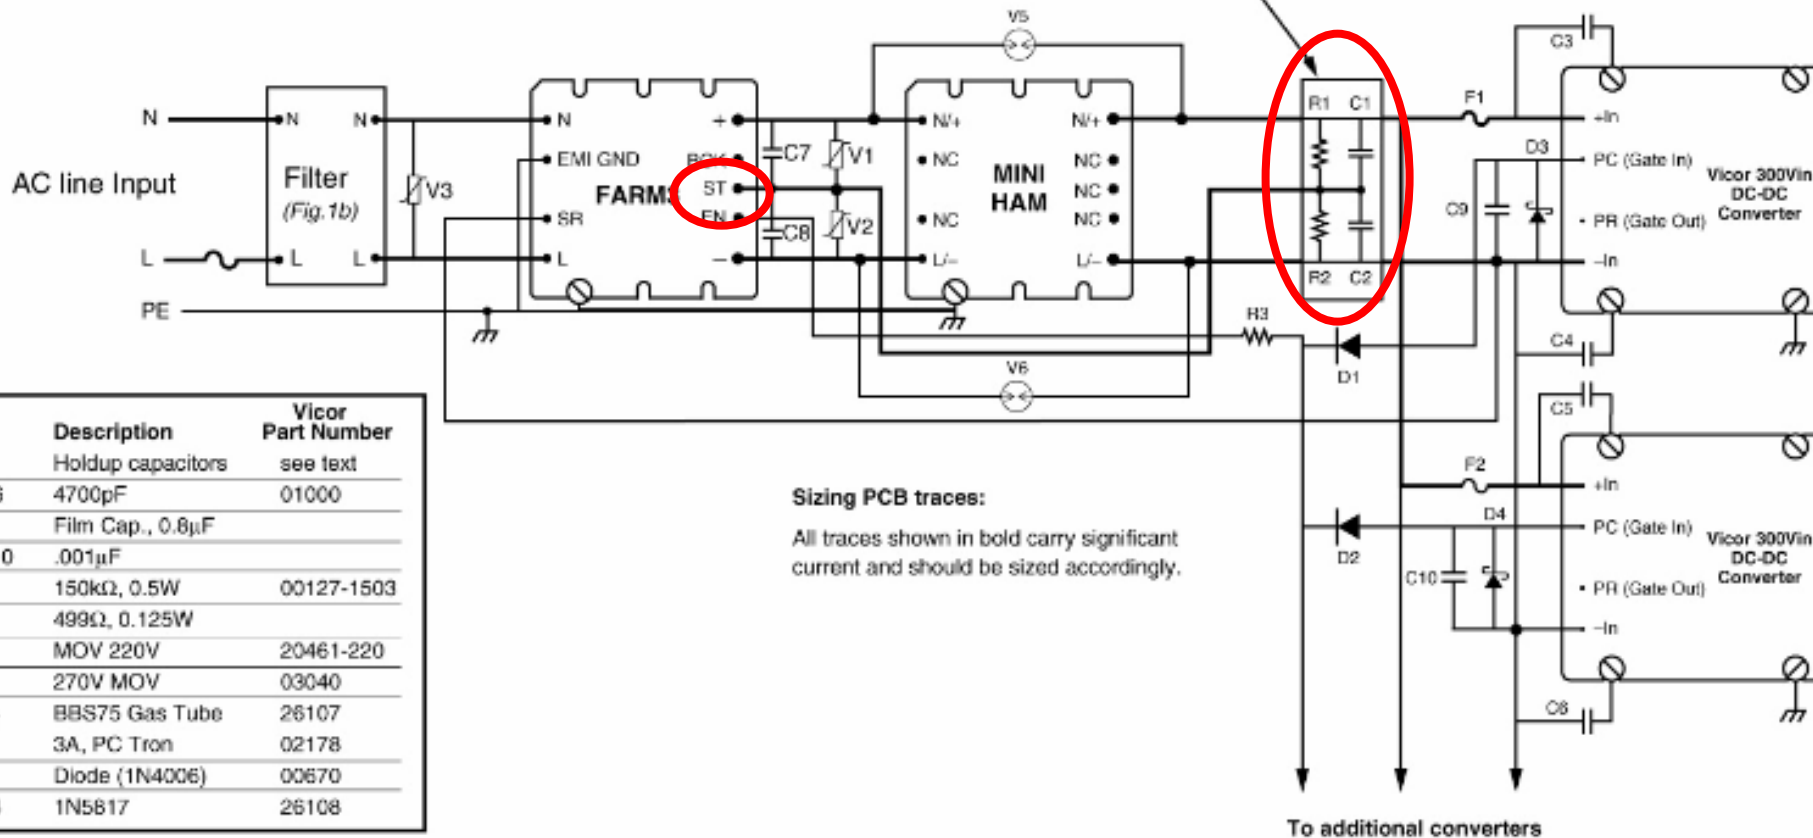 V5
C3
N
N
N
N
+
N/+
N/+
R1 C1
F1
+In
AC line Input
Filter
(Fig.1b)
V3
EMI GND
BOK
C7
V1
NC
NC
D3
PC (Gate In)
FARM3
ST
MINI
HAM
NC
Vicor 300Vin
DC-DC
Converter
SR
EN
C8
V2
NC
NC
C9
PR (Gate Out)
L
L
L
L
–
L/–
L/–
R2 C2
–In
PE
R3
C4
V6
D1
C5
F2
+In
D4
PC (Gate In)
D2
Vicor 300Vin
DC-DC
Converter
C10
PR (Gate Out)
–In
C6
Description
Vicor
Part Number
Holdup capacitors see text
4700pF 01000
Film Cap., 0.8µF
0 .001µF
150kΩ, 0.5W 00127-1503
499Ω, 0.125W
MOV 220V 20461-220
270V MOV 03040
BBS75 Gas Tube 26107
3A, PC Tron 02178
Diode (1N4006) 00670
1N5817 26108
Sizing PCB traces:
All traces shown in bold carry significant
current and should be sized accordingly.
To additional converters